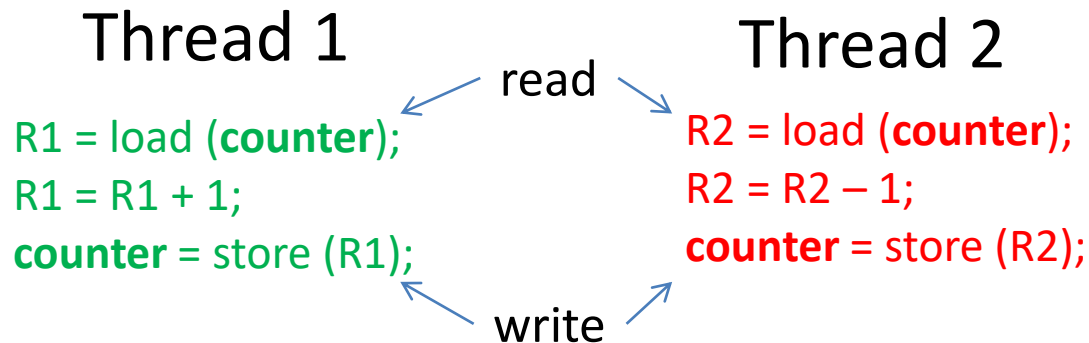 Thread 1
Thread 2
read
R1 = load (counter);
R1 = R1 + 1;
counter = store (R1);
R2 = load (counter);
R2 = R2 – 1;
counter = store (R2);
write